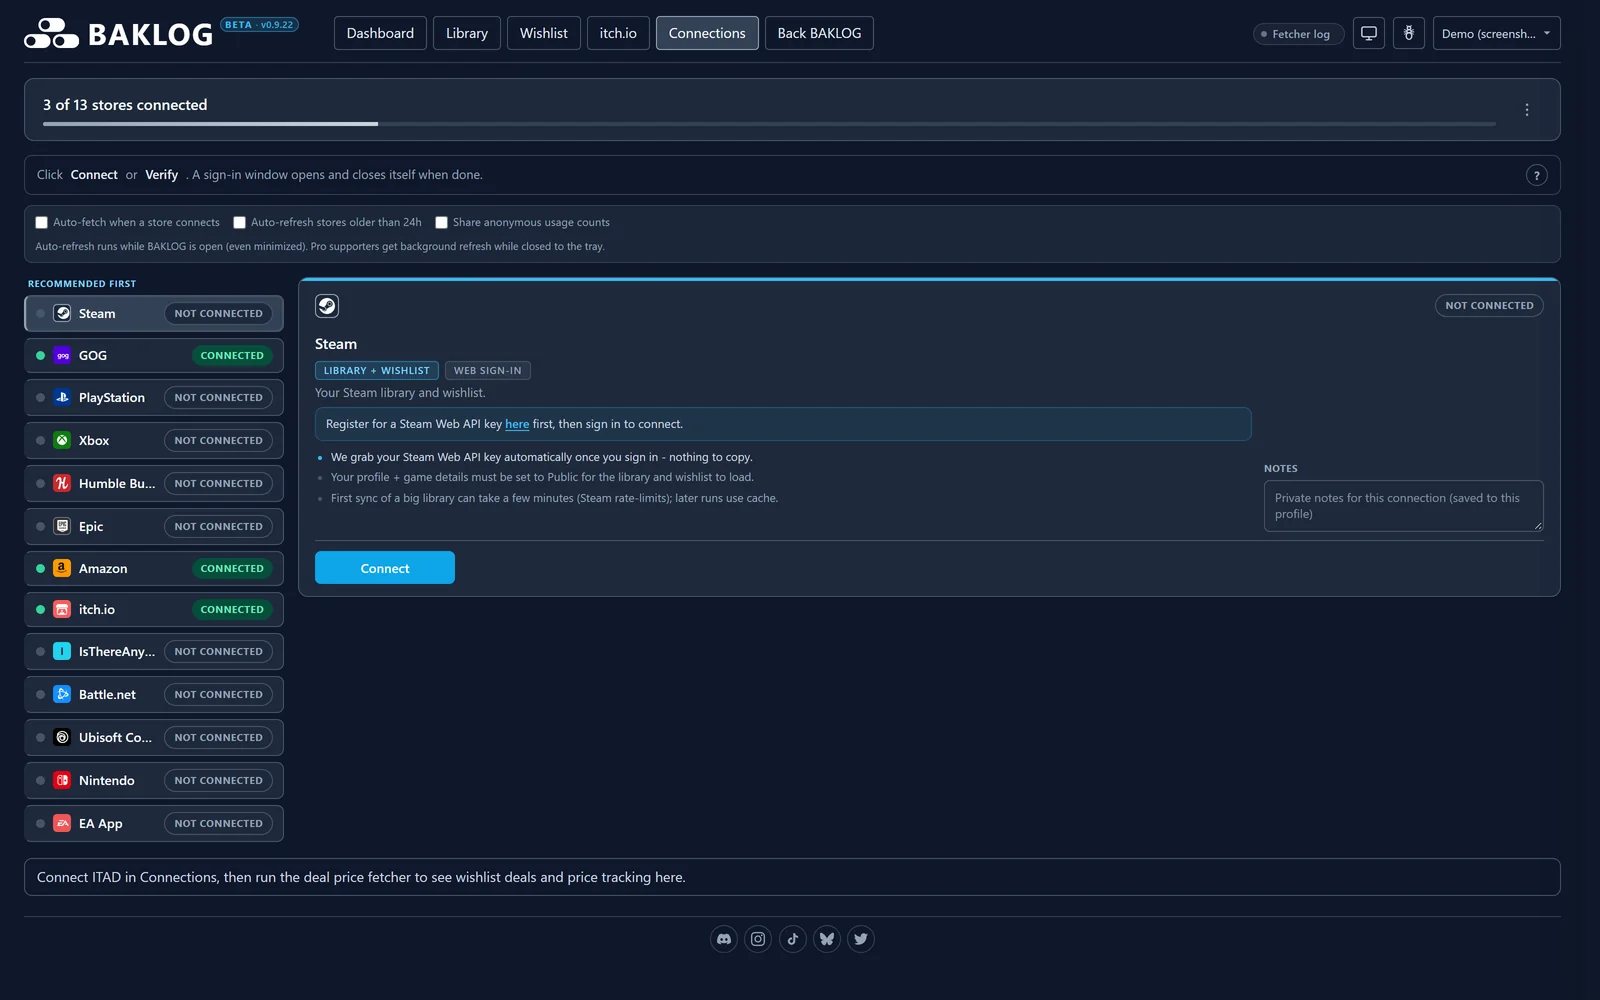 BAKLOG
BETA · v0.9.22
Dashboard
Library
Wishlist
itch.io
Connections
Back BAKLOG
Fetcher log
Demo (screensh...
3 of 13 stores connected
Click Connect or Verify . A sign-in window opens and closes itself when done.
?
Auto-fetch when a store connects
Auto-refresh stores older than 24h
Share anonymous usage counts
Auto-refresh runs while BAKLOG is open (even minimized). Pro supporters get background refresh while closed to the tray.
RECOMMENDED FIRST
Steam NOT CONNECTED
GOG CONNECTED
PlayStation NOT CONNECTED
Xbox NOT CONNECTED
Humble Bu... NOT CONNECTED
Epic NOT CONNECTED
Amazon CONNECTED
itch.io CONNECTED
IsThereAny... NOT CONNECTED
Battle.net NOT CONNECTED
Ubisoft Co... NOT CONNECTED
Nintendo NOT CONNECTED
EA App NOT CONNECTED
NOT CONNECTED
Steam
LIBRARY + WISHLIST
WEB SIGN-IN
Your Steam library and wishlist.
Register for a Steam Web API key here first, then sign in to connect.
We grab your Steam Web API key automatically once you sign in - nothing to copy.
Your profile + game details must be set to Public for the library and wishlist to load.
First sync of a big library can take a few minutes (Steam rate-limits); later runs use cache.
NOTES
Private notes for this connection (saved to this
profile)
Connect
Connect ITAD in Connections, then run the deal price fetcher to see wishlist deals and price tracking here.